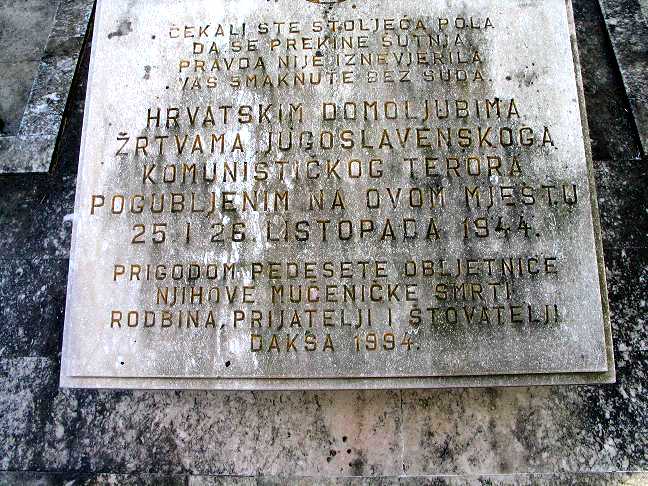 ČEKALI STE STOLJEĆA POLA
DA SE PREKINE ŠUTNJA
PRAVDA NIJE IZNEVJERILA
VAS SMAKNUTE BEZ SUDA
HRVATSKIM DOMOLJUBIMA
ŽRTVAMA JUGOSLAVENSKOGA
KOMUNISTIČKOG TERORA
POGUBLJENIM NA OVOM MJESTU
25. I 26. LISTOPADA 1944.
PRIGODOM PEDESETE OBLJETNICE
NJIHOVE MUČENIČKE SMRTI
RODBINA, PRIJATELJI I ŠTOVATELJI
DAKSA 1994.